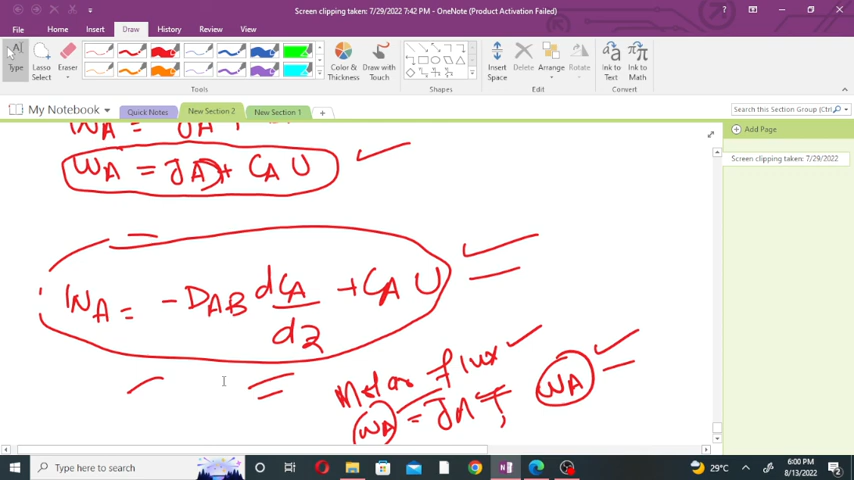 Screen clipping taken: 7/29/2022 7:42 PM - OneNote (Product Activation Failed)
File Home Insert Draw History Review View
Type
Lasso Select
Eraser
Color & Thickness
Draw with Touch
Insert Space
Delete
Arrange
Rotate
Ink to Text
Ink to Math
Tools
Shapes
Edit
Convert
My Notebook
Quick Notes
New Section 2
New Section 1
Search this Section Group (Ctrl
Add Page
Screen clipping taken: 7/29/2022
WA = JA + CA U
WA = - DAB dCA + CA U
dz
Molar flux
WA
WA = JA +
Type here to search
29°C
6:00 PM
8/13/2022
2